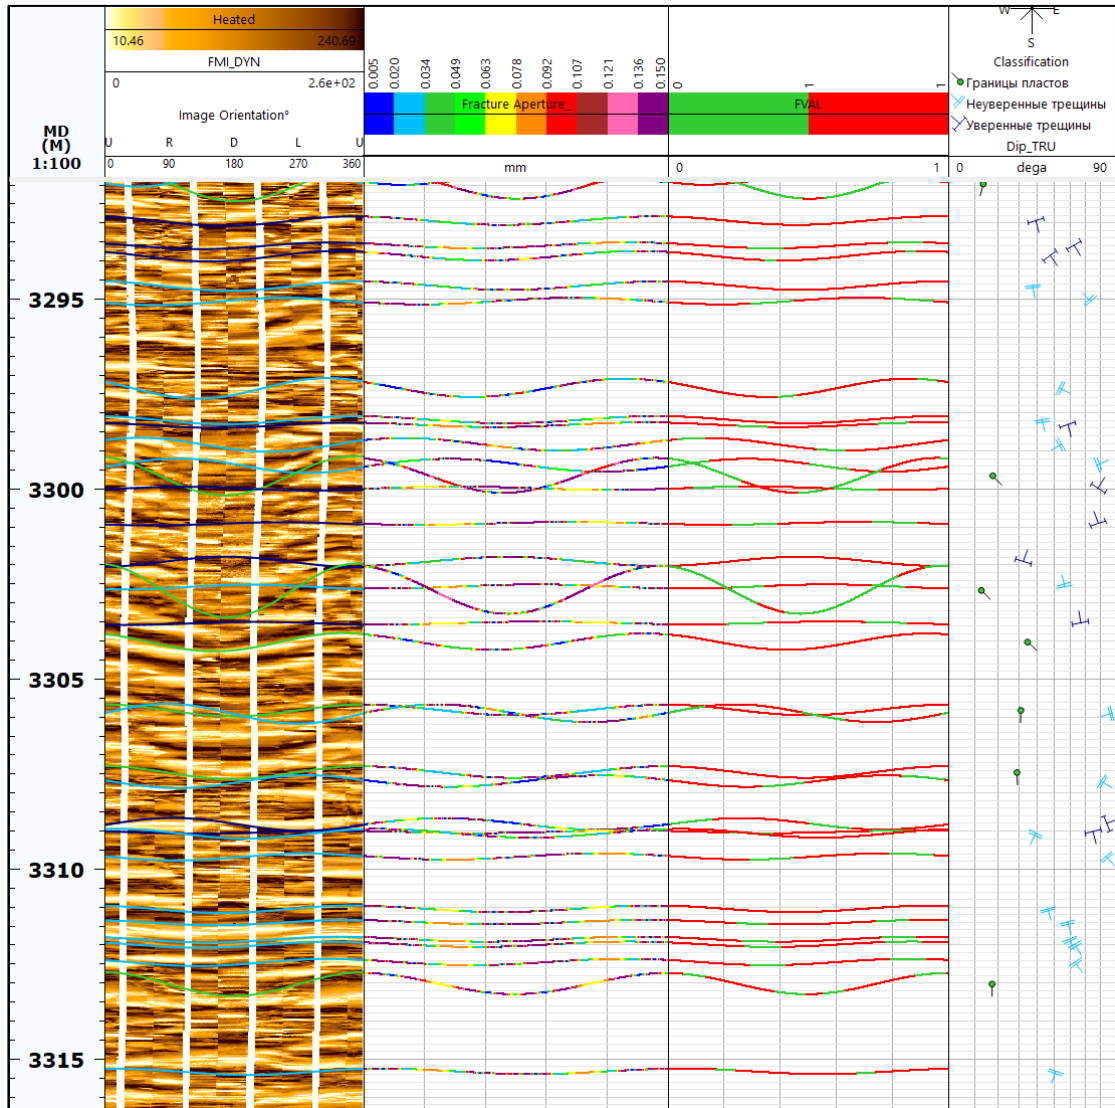 Heated
10.46 240.69
FMI_DYN
0 2.6e+02
Image Orientation°
U R D L U
0 90 180 270 360
MD
(M)
1:100
0.005
0.020
0.034
0.049
0.063
0.078
0.092
0.107
0.121
0.136
0.150
Fracture Aperture_
mm
0 1 1
FVAL
0 1
W E
S
Classification
Границы пластов
Неуверенные трещины
Уверенные трещины
Dip_TRU
0 dega 90
3295
3300
3305
3310
3315